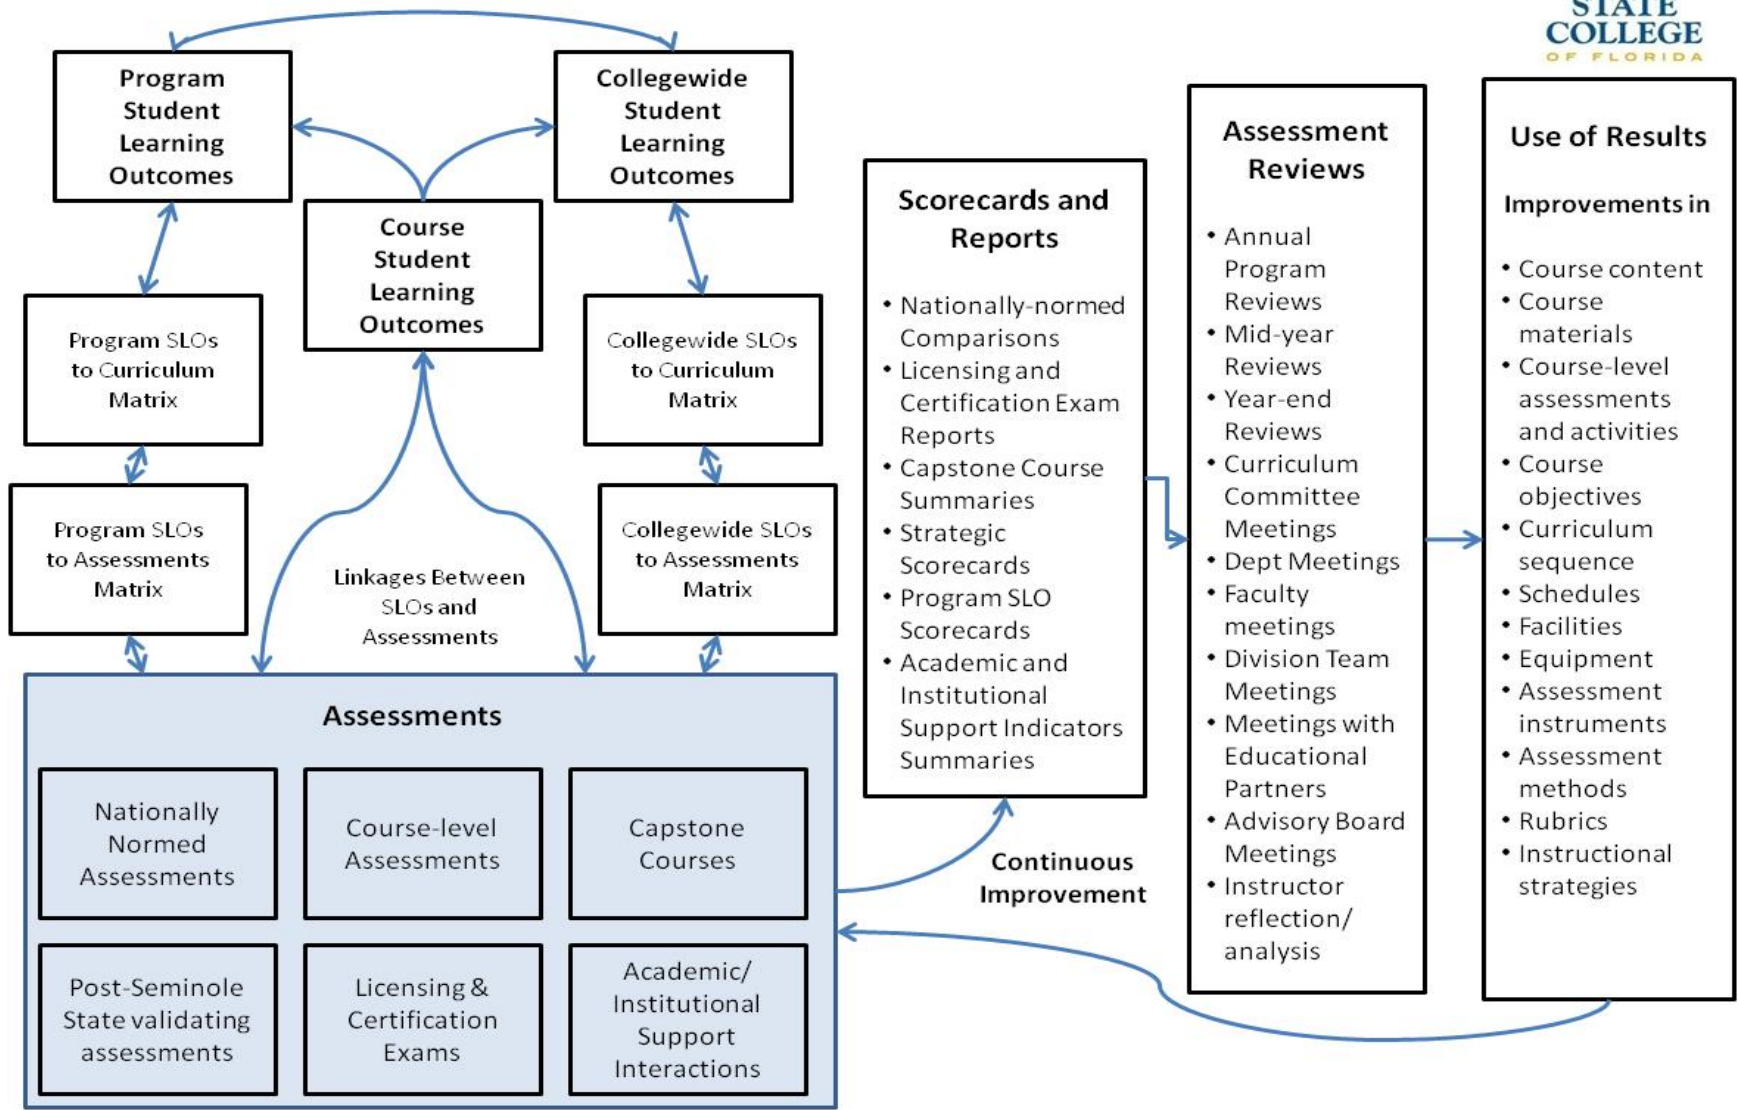 STATE
COLLEGE
OF FLORIDA
Program
Student
Learning
Outcomes
Collegewide
Student
Learning
Outcomes
Course
Student
Learning
Outcomes
Program SLOs
to Curriculum
Matrix
Collegewide SLOs
to Curriculum
Matrix
Program SLOs
to Assessments
Matrix
Linkages Between
SLOs and
Assessments
Collegewide SLOs
to Assessments
Matrix
Assessments
Nationally
Normed
Assessments
Course-level
Assessments
Capstone
Courses
Post-Seminole
State validating
assessments
Licensing &
Certification
Exams
Academic/
Institutional
Support
Interactions
Scorecards and
Reports
• Nationally-normed
Comparisons
• Licensing and
Certification Exam
Reports
• Capstone Course
Summaries
• Strategic
Scorecards
• Program SLO
Scorecards
• Academic and
Institutional
Support Indicators
Summaries
Continuous
Improvement
Assessment
Reviews
• Annual
Program
Reviews
• Mid-year
Reviews
• Year-end
Reviews
• Curriculum
Committee
Meetings
• Dept Meetings
• Faculty
meetings
• Division Team
Meetings
• Meetings with
Educational
Partners
• Advisory Board
Meetings
• Instructor
reflection/
analysis
Use of Results
Improvements in
• Course content
• Course
materials
• Course-level
assessments
and activities
• Course
objectives
• Curriculum
sequence
• Schedules
• Facilities
• Equipment
• Assessment
instruments
• Assessment
methods
• Rubrics
• Instructional
strategies